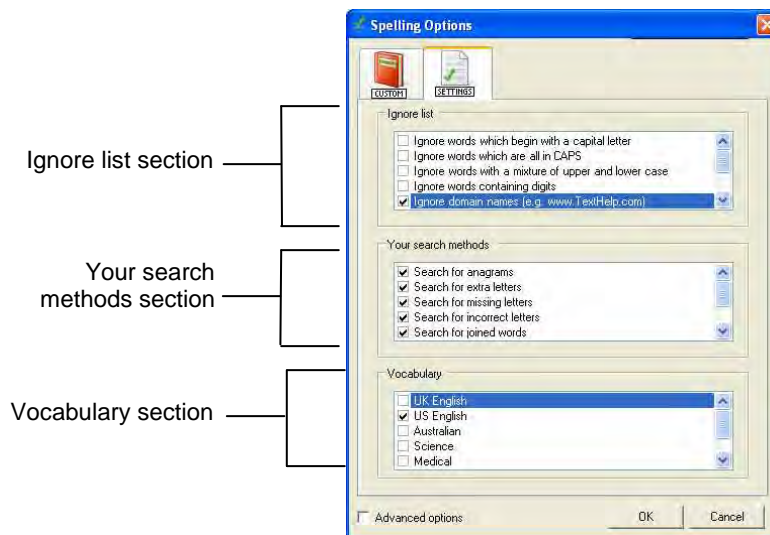 Spelling Options
CUSTOM
SETTINGS
Ignore list section
Ignore list
Ignore words which begin with a capital letter
Ignore words which are all in CAPS
Ignore words with a mixture of upper and lower case
Ignore words containing digits
Ignore domain names (e.g. www.TextHelp.com)
Your search
methods section
Your search methods
Search for anagrams
Search for extra letters
Search for missing letters
Search for incorrect letters
Search for joined words
Vocabulary section
Vocabulary
UK English
US English
Australian
Science
Medical
Advanced options
OK
Cancel